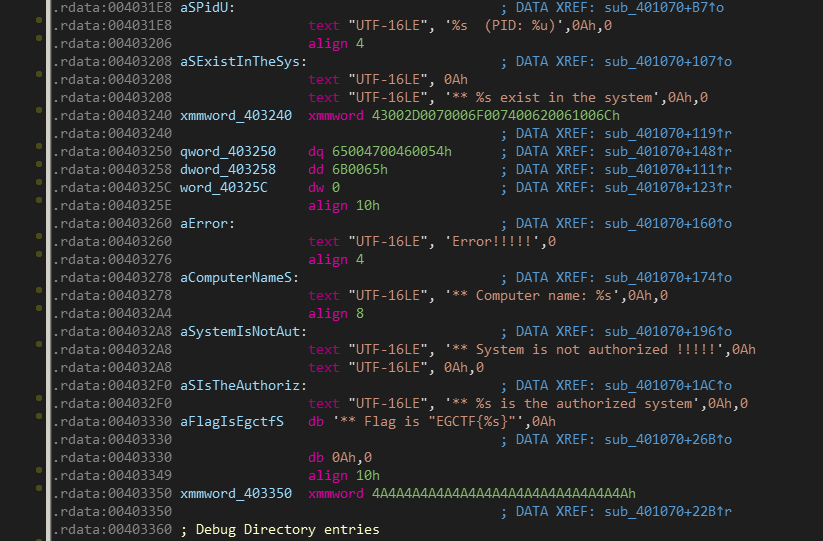 .rdata:004031E8 aSPidU: ; DATA XREF: sub_401070+B7↑o
.rdata:004031E8 text "UTF-16LE", '%s  (PID: %u)',0Ah,0
.rdata:00403206 align 4
.rdata:00403208 aSExistInTheSys: ; DATA XREF: sub_401070+107↑o
.rdata:00403208 text "UTF-16LE", 0Ah
.rdata:00403208 text "UTF-16LE", '** %s exist in the system',0Ah,0
.rdata:00403240 xmmword_403240 xmmword 43002D0070006F007400620061006Ch
.rdata:00403240 ; DATA XREF: sub_401070+119↑r
.rdata:00403250 qword_403250 dq 65004700460054h ; DATA XREF: sub_401070+148↑r
.rdata:00403258 dword_403258 dd 6B0065h ; DATA XREF: sub_401070+111↑r
.rdata:0040325C word_40325C dw 0 ; DATA XREF: sub_401070+123↑r
.rdata:0040325E align 10h
.rdata:00403260 aError: ; DATA XREF: sub_401070+160↑o
.rdata:00403260 text "UTF-16LE", 'Error!!!!!',0
.rdata:00403276 align 4
.rdata:00403278 aComputerNameS: ; DATA XREF: sub_401070+174↑o
.rdata:00403278 text "UTF-16LE", '** Computer name: %s',0Ah,0
.rdata:004032A4 align 8
.rdata:004032A8 aSystemIsNotAut: ; DATA XREF: sub_401070+196↑o
.rdata:004032A8 text "UTF-16LE", '** System is not authorized !!!!!',0Ah
.rdata:004032A8 text "UTF-16LE", 0Ah,0
.rdata:004032F0 aSIsTheAuthoriz: ; DATA XREF: sub_401070+1AC↑o
.rdata:004032F0 text "UTF-16LE", '** %s is the authorized system',0Ah,0
.rdata:00403330 aFlagIsEgctfS db '** Flag is "EGCTF{%s}"',0Ah
.rdata:00403330 ; DATA XREF: sub_401070+26B↑o
.rdata:00403330 db 0Ah,0
.rdata:00403349 align 10h
.rdata:00403350 xmmword_403350 xmmword 4A4A4A4A4A4A4A4A4A4A4A4A4A4A4A4Ah
.rdata:00403350 ; DATA XREF: sub_401070+22B↑r
.rdata:00403360 ; Debug Directory entries